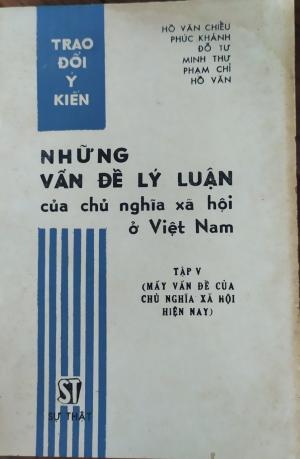 TRAO
ĐỔI
Ý
KIẾN
HỒ VĂN CHIỂU
PHÚC KHÁNH
ĐỖ TƯ
MINH THƯ
PHẠM CHÍ
HỒ VĂN
NHỮNG
VẤN ĐỀ LÝ LUẬN
của chủ nghĩa xã hội
ở Việt Nam
TẬP V
(MẤY VẤN ĐỀ CỦA
CHỦ NGHĨA XÃ HỘI
HIỆN NAY)
ST
SỰ THẬT